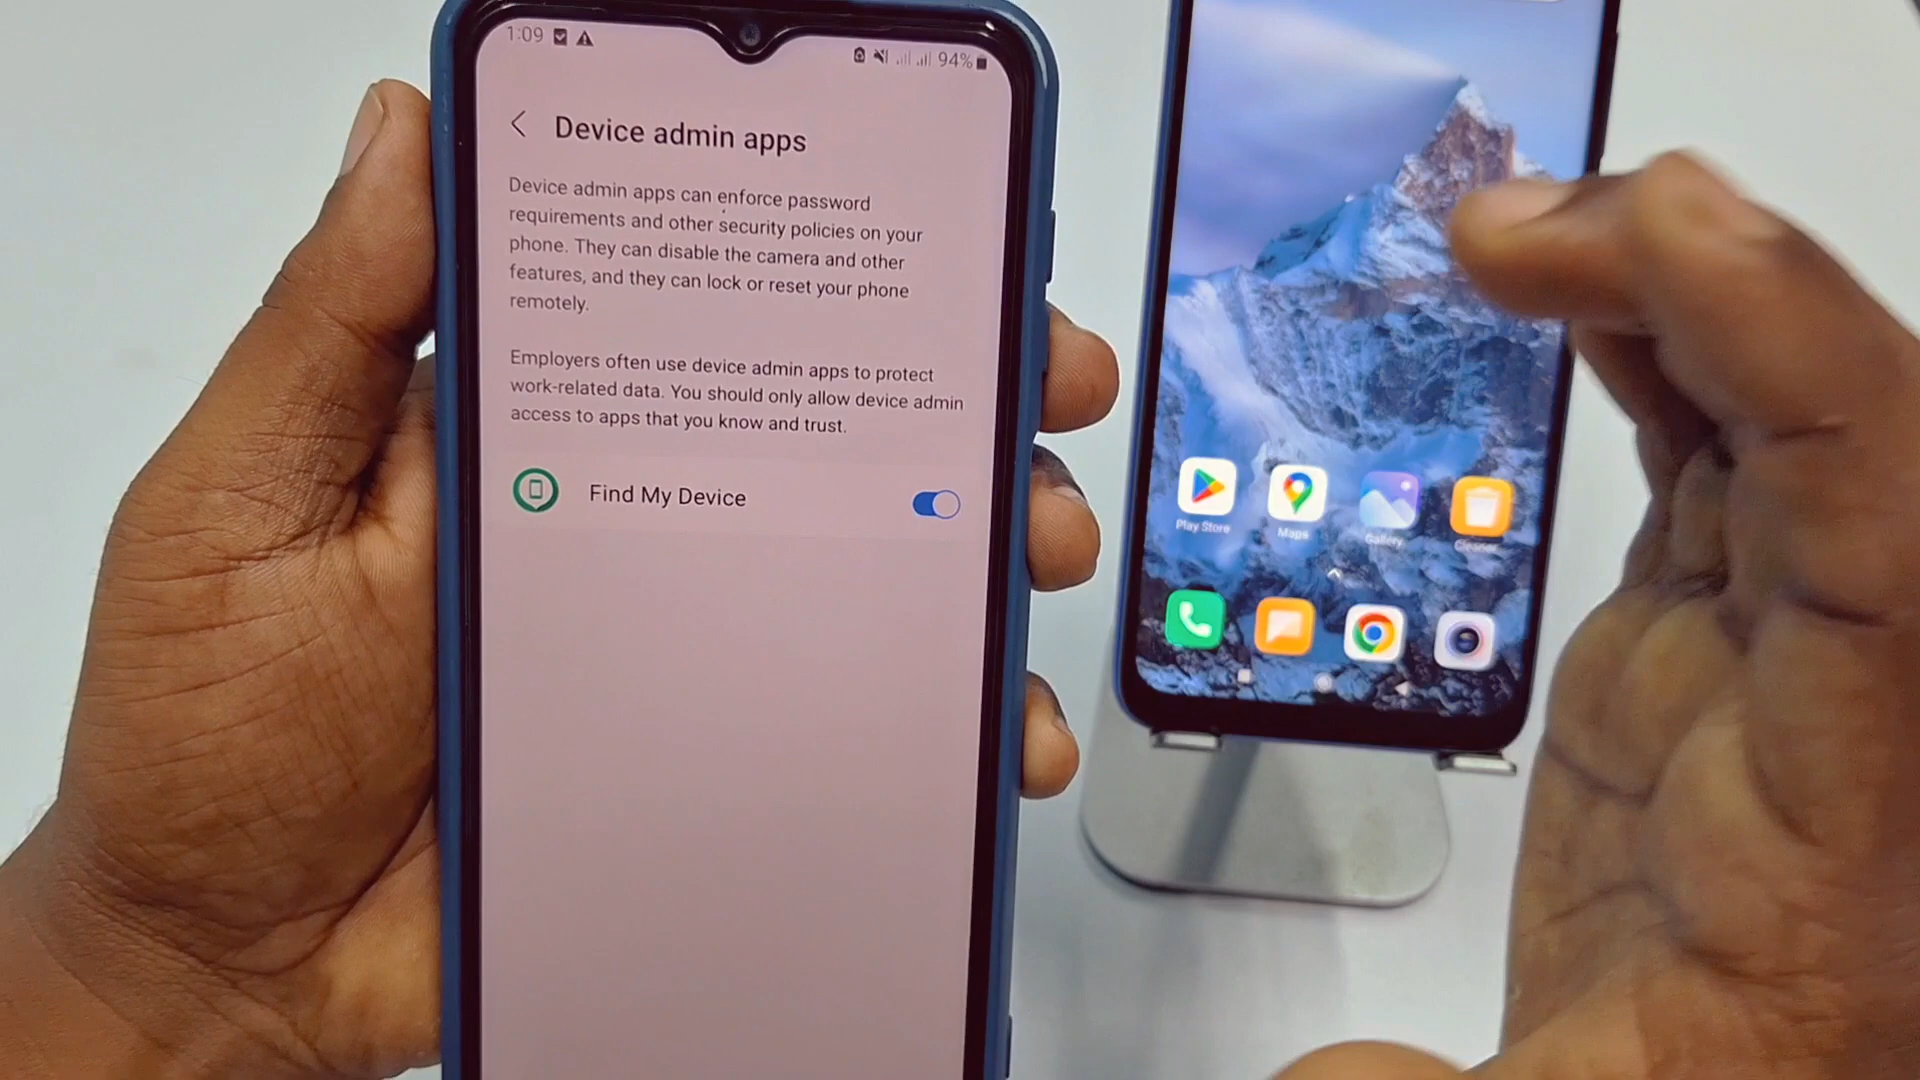 1:09
94%
Device admin apps
Device admin apps can enforce password
requirements and other security policies on your
phone. They can disable the camera and other
features, and they can lock or reset your phone
remotely.
Employers often use device admin apps to protect
work-related data. You should only allow device admin
access to apps that you know and trust.
Find My Device
Play Store
Maps
Gallery
Cleaner